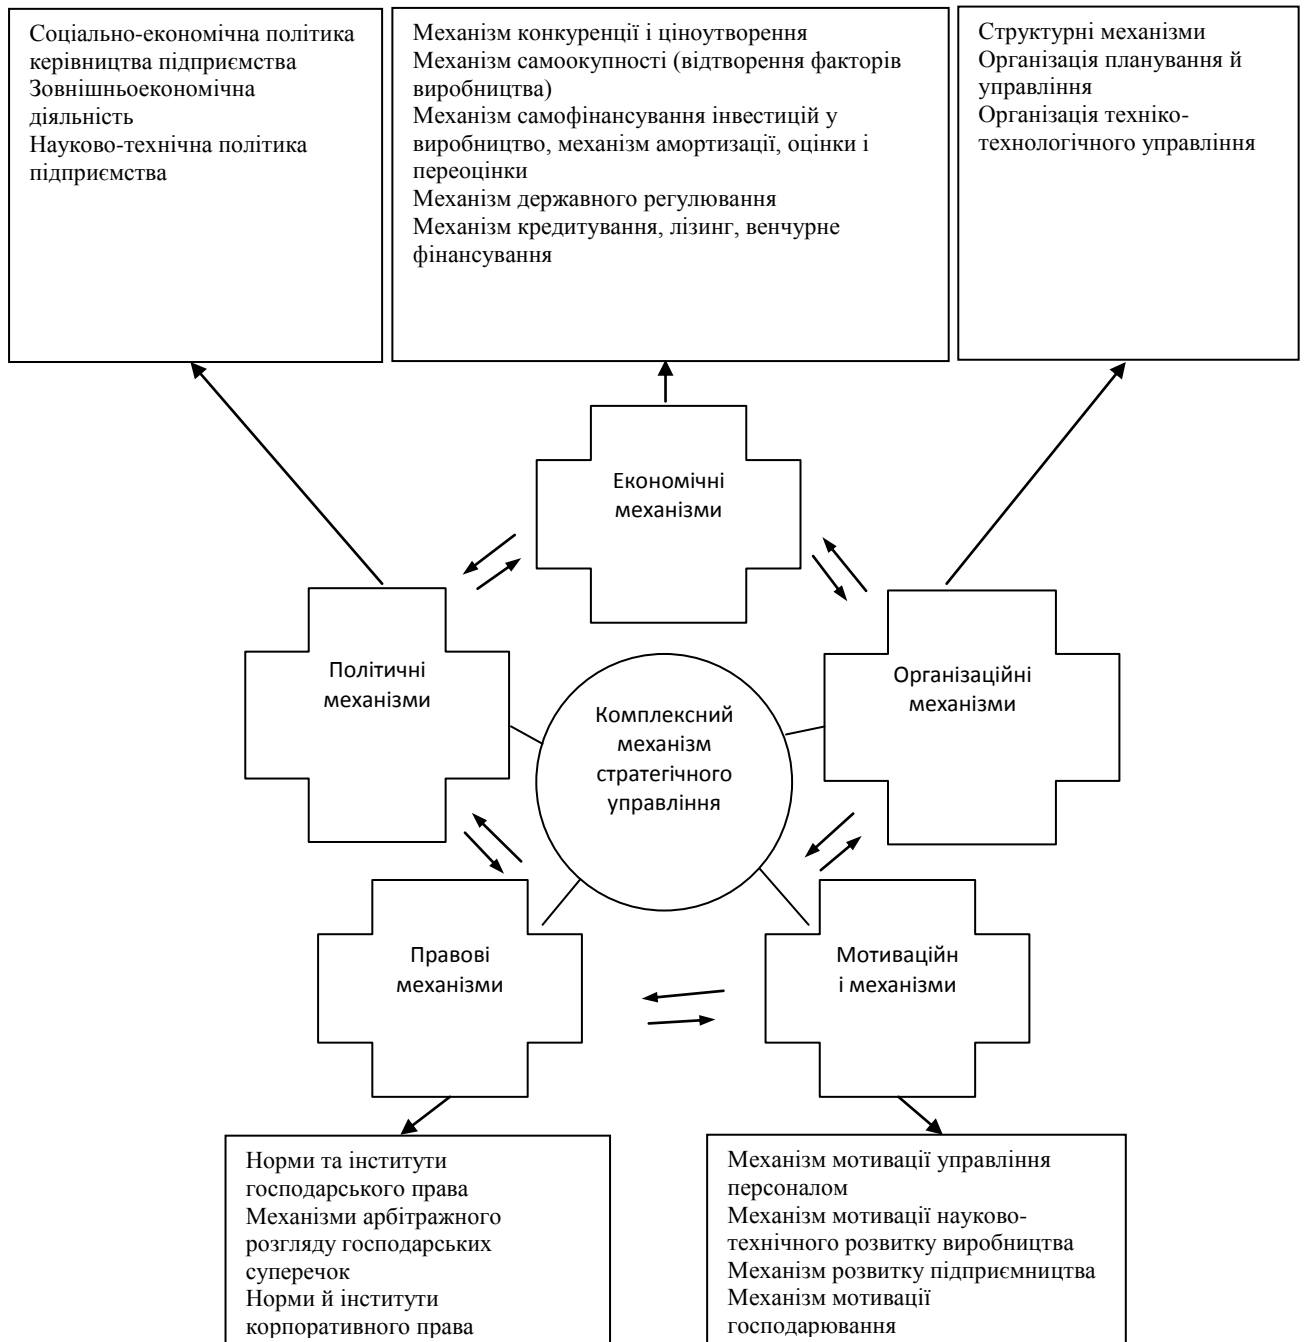 Соціально-економічна політика
керівництва підприємства
Зовнішньоекономічна
діяльність
Науково-технічна політика
підприємства
Механізм конкуренції і ціноутворення
Механізм самоокупності (відтворення факторів
виробництва)
Механізм самофінансування інвестицій у
виробництво, механізм амортизації, оцінки і
переоцінки
Механізм державного регулювання
Механізм кредитування, лізинг, венчурне
фінансування
Структурні механізми
Організація планування й
управління
Організація техніко-
технологічного управління
Економічні
механізми
Політичні
механізми
Організаційні
механізми
Комплексний
механізм
стратегічного
управління
Правові
механізми
Мотиваційн
і механізми
Норми та інститути
господарського права
Механізми арбітражного
розгляду господарських
суперечок
Норми й інститути
корпоративного права
Механізм мотивації управління
персоналом
Механізм мотивації науково-
технічного розвитку виробництва
Механізм розвитку підприємництва
Механізм мотивації
господарювання